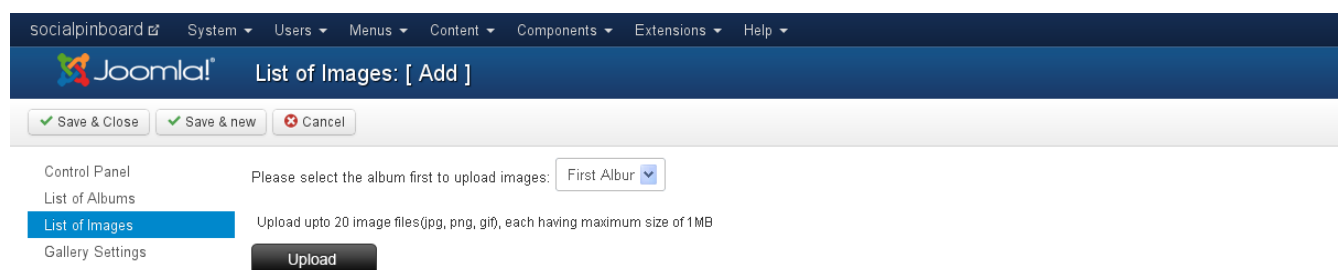 socialpinboard System Users Menus Content Components Extensions Help
Joomla!® List of Images: [ Add ]
Save & Close Save & new Cancel
Control Panel
List of Albums
List of Images
Gallery Settings
Please select the album first to upload images: First Albur
Upload upto 20 image files(jpg, png, gif), each having maximum size of 1MB
Upload